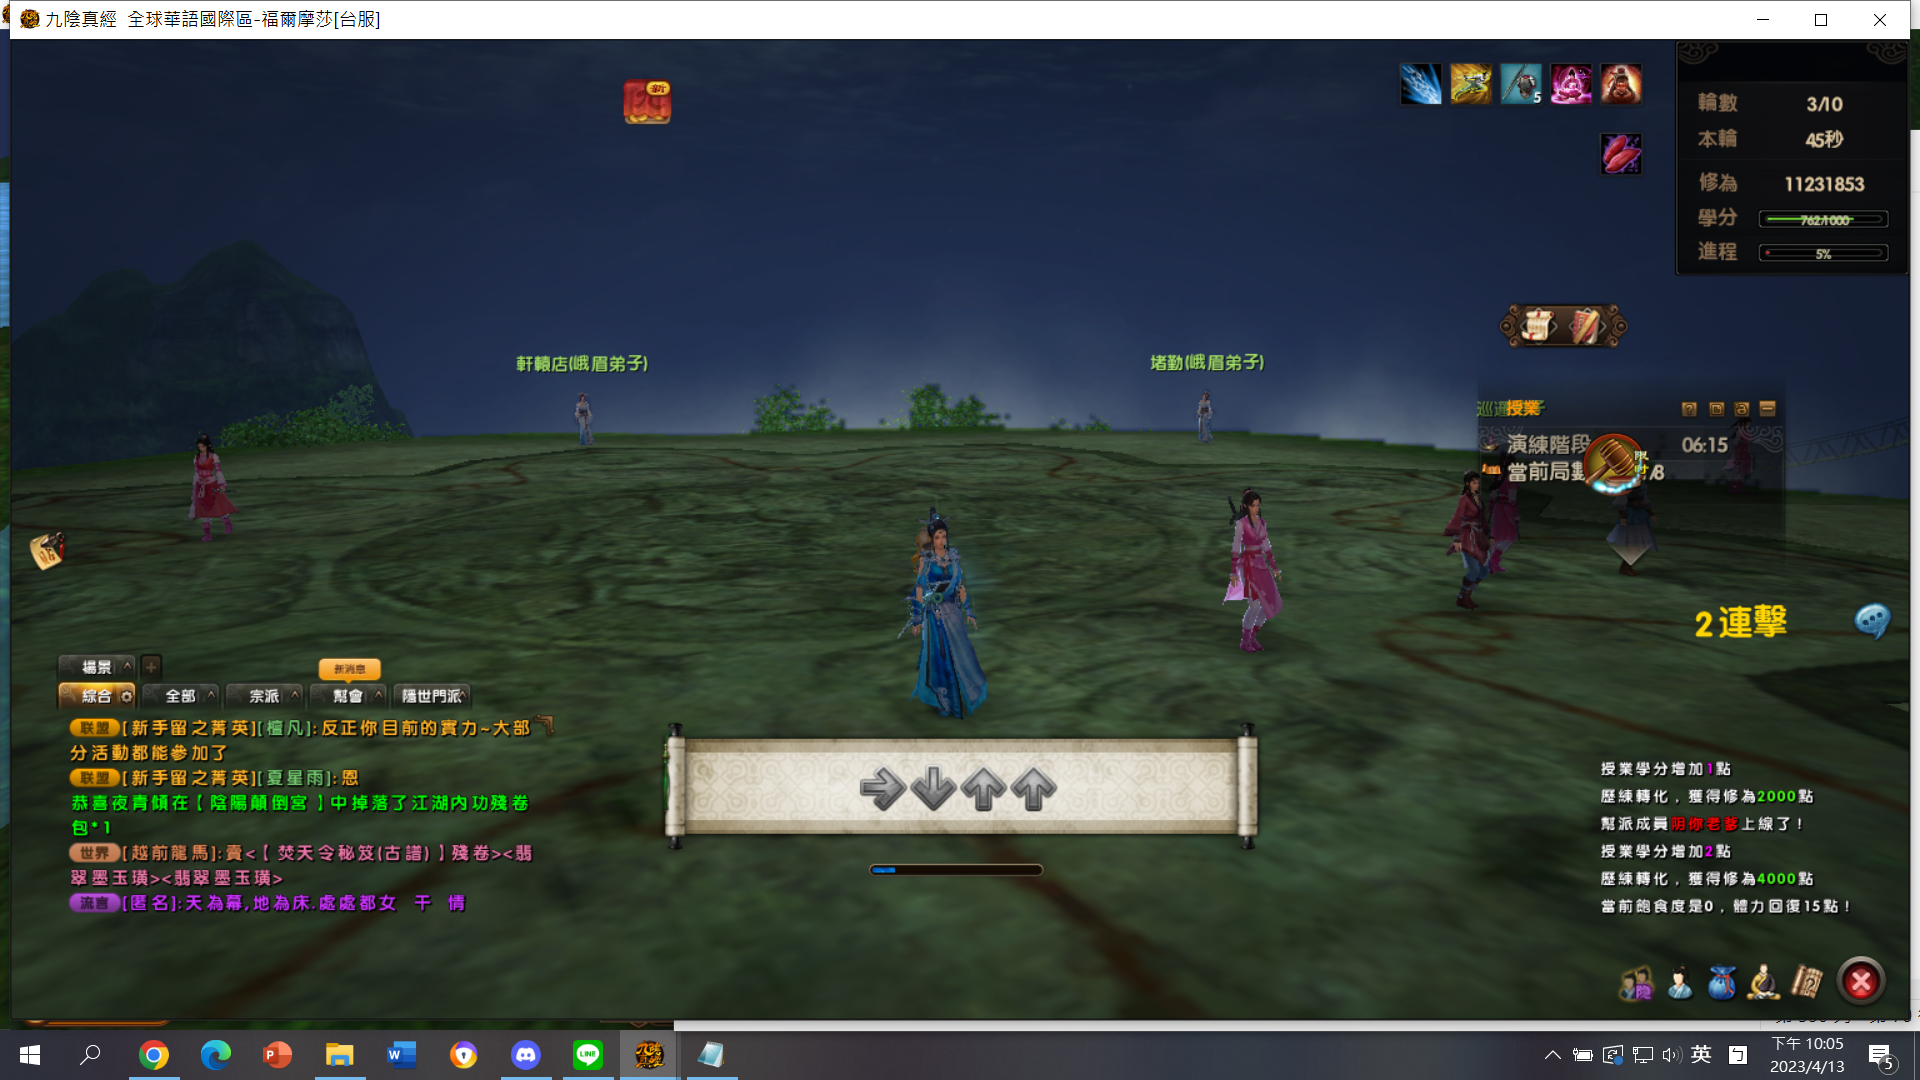 九陰真經 全球華語國際區-福爾摩莎[台服]
新
5
輪數 3/10
本輪 45秒
修為 11231853
學分 762/1000
進程 5%
軒轅店(峨眉弟子)
堵勤(峨眉弟子)
授業
演練階段 06:15
當前局數
/8
限時
2連擊
場景
新消息
綜合 全部 宗派 幫會 隱世門派
联盟 [新手留之菁英][檀凡]:反正你目前的實力~大部
分活動都能參加了
联盟 [新手留之菁英][夏星雨]:恩
恭喜夜青傾在【陰陽顛倒宮】中掉落了江湖內功殘卷
包*1
世界 [越前龍馬]:賣<【焚天令秘笈(古譜)】殘卷><翡
翠墨玉璜><翡翠墨玉璜>
流言 [匿名]:天為幕,地為床.處處都女 干 情
授業學分增加1點
歷練轉化，獲得修為2000點
幫派成員阴你老爹上線了！
授業學分增加2點
歷練轉化，獲得修為4000點
當前飽食度是0，體力回復15點！
英
下午 10:05
2023/4/13
5